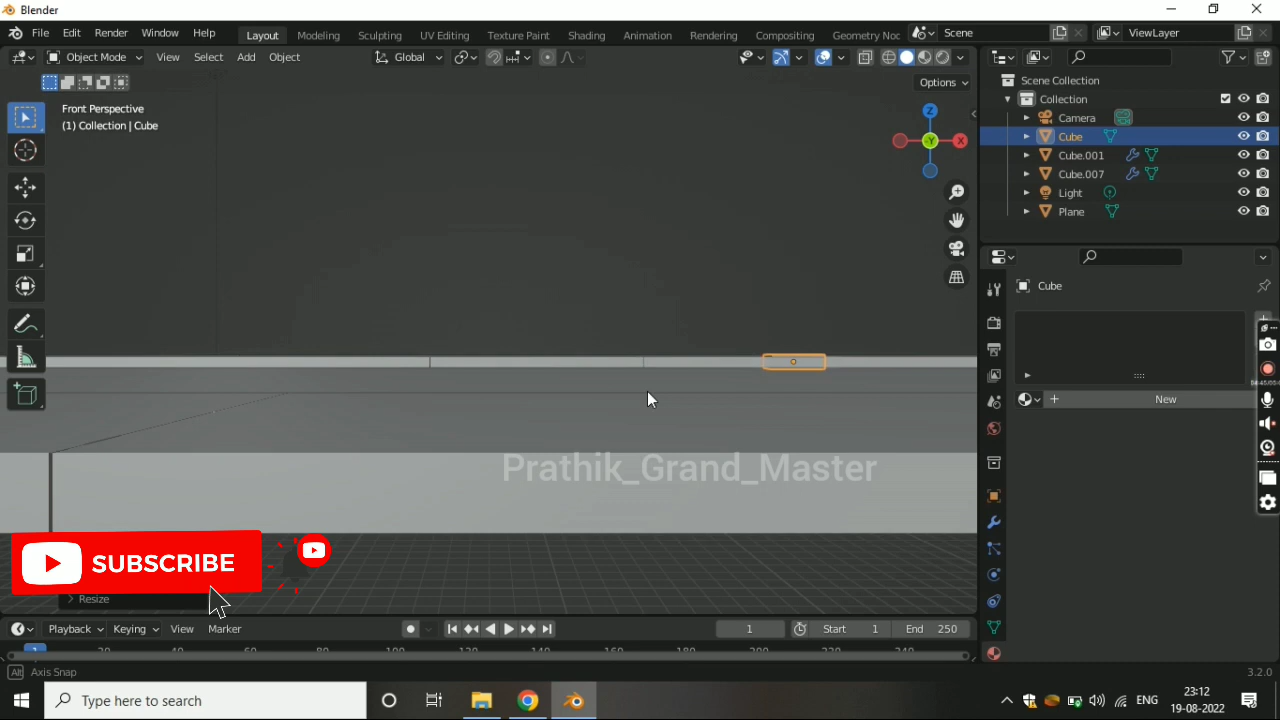 Blender
File Edit Render Window Help
Layout Modeling Sculpting UV Editing Texture Paint Shading Animation Rendering Compositing Geometry Noc
Scene
ViewLayer
Object Mode
View Select Add Object
Global
Options
Front Perspective
(1) Collection | Cube
Z
-Y
X
Scene Collection
Collection
Camera
Cube
Cube.001
Cube.007
Light
Plane
Cube
New
Prathik_Grand_Master
SUBSCRIBE
Resize
Playback Keying View Marker
1
Start 1
End 250
Alt Axis Snap
3.2.0
Type here to search
ENG
23:12
19-08-2022